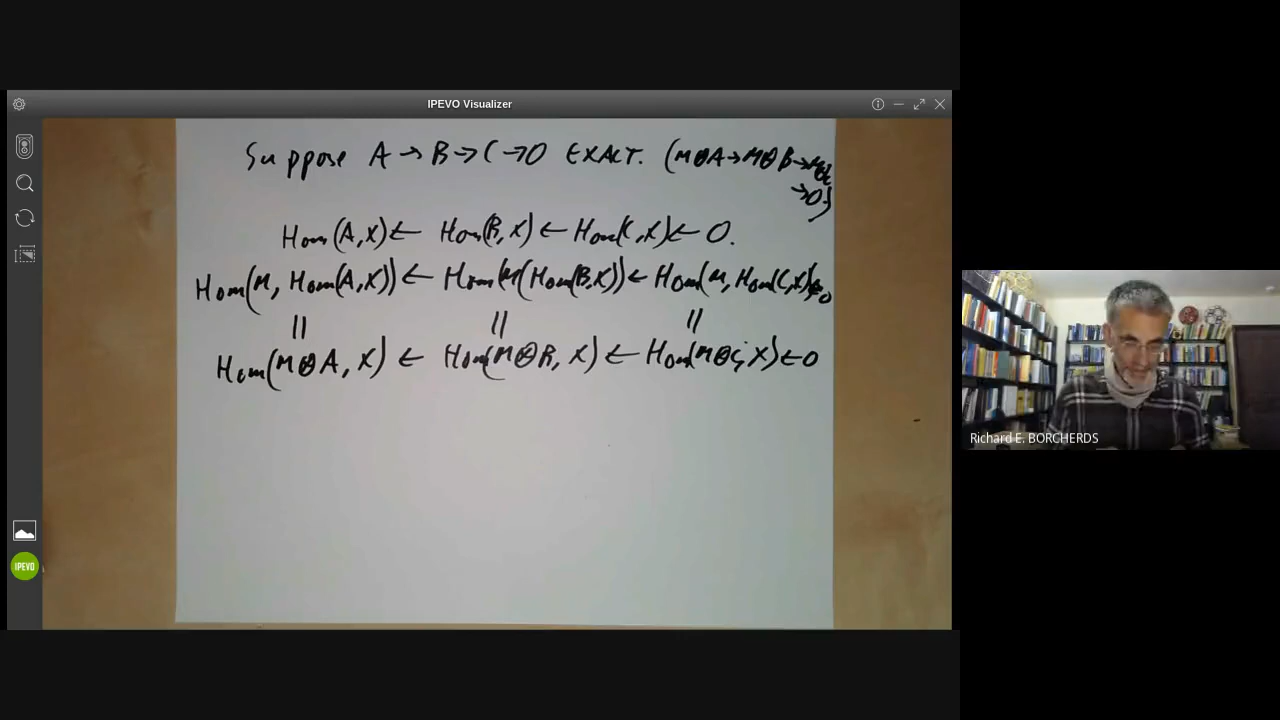 IPEVO Visualizer
Suppose A → B → C → 0 EXACT. (M⊗A → M⊗B → M⊗C
→ 0)
Hom(A, X) ← Hom(B, X) ← Hom(C, X) ← 0.
Hom(M, Hom(A, X)) ← Hom(M(Hom(B, X)) ← Hom(M, Hom(C, X) ← 0
|| || ||
Hom(M⊗A, X) ← Hom(M⊗B, X) ← Hom(M⊗C, X) ← 0
IPEVO
Richard E. BORCHERDS